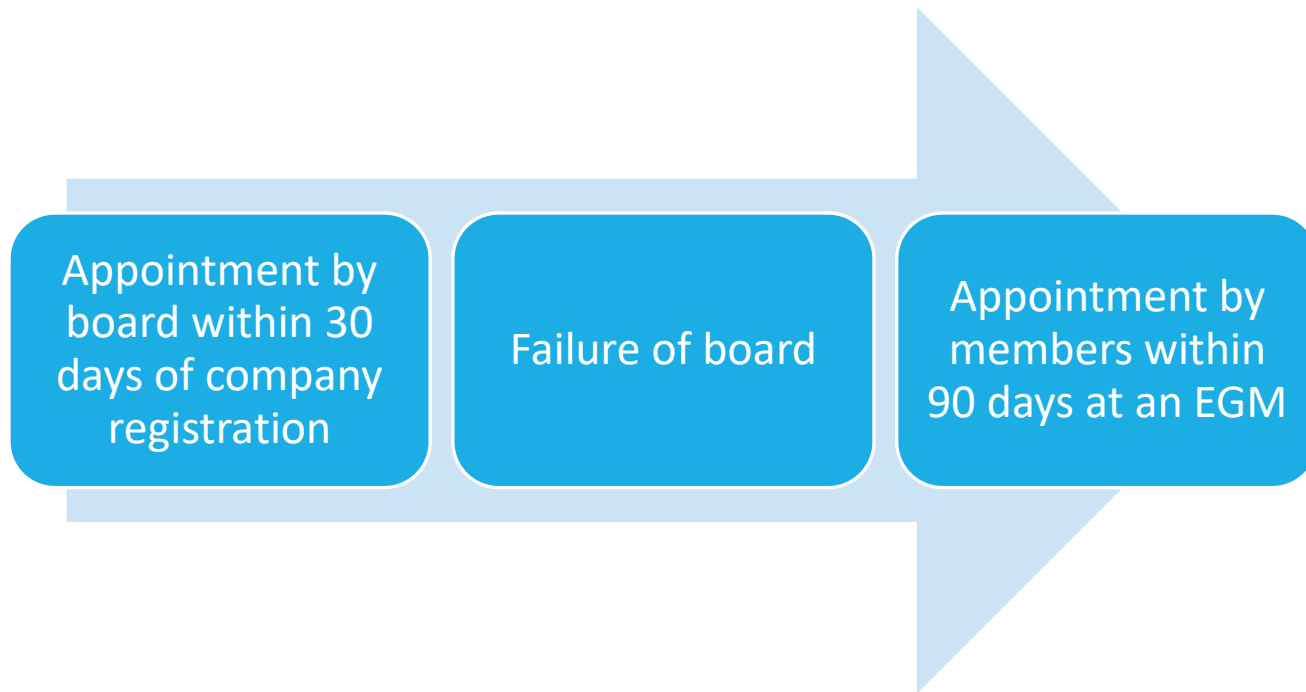 Appointment by
board within 30
days of company
registration
Failure of board
Appointment by
members within
90 days at an EGM